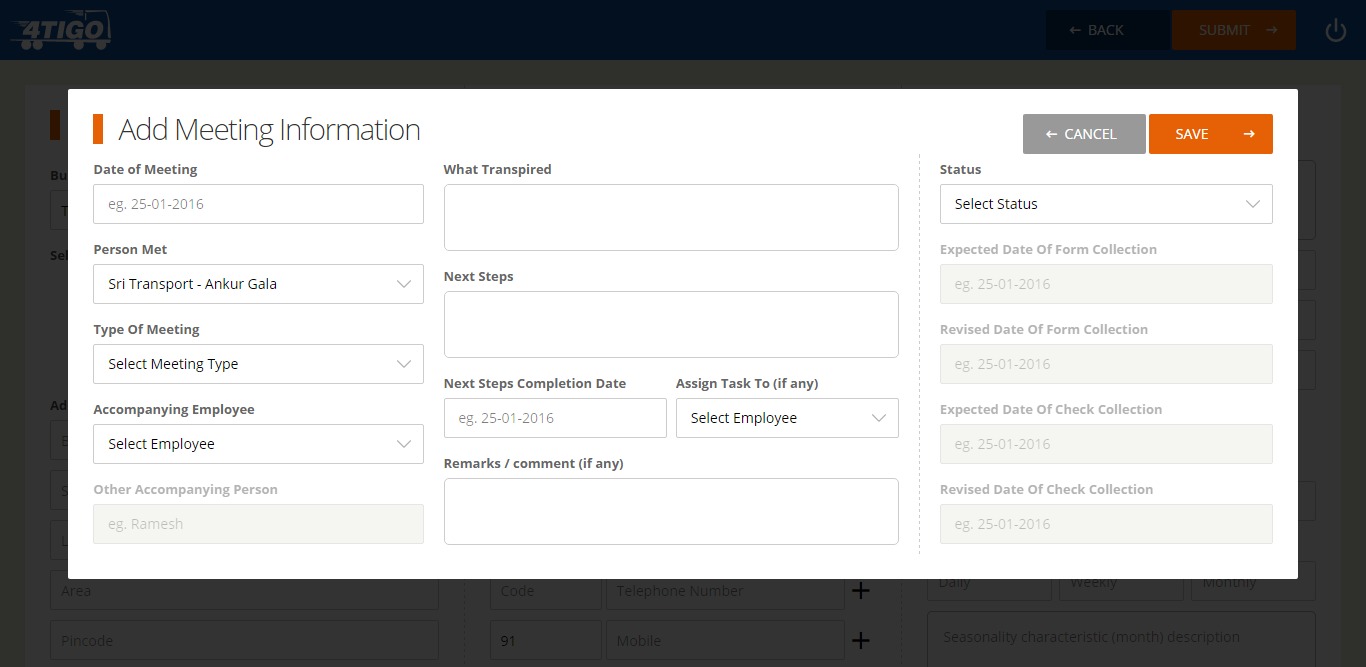 4TIGO
← BACK
SUBMIT →
Add Meeting Information
← CANCEL
SAVE →
Date of Meeting
eg. 25-01-2016
Person Met
Sri Transport - Ankur Gala
Type Of Meeting
Select Meeting Type
Accompanying Employee
Select Employee
Other Accompanying Person
eg. Ramesh
What Transpired
Next Steps
Next Steps Completion Date
eg. 25-01-2016
Assign Task To (if any)
Select Employee
Remarks / comment (if any)
Status
Select Status
Expected Date Of Form Collection
eg. 25-01-2016
Revised Date Of Form Collection
eg. 25-01-2016
Expected Date Of Check Collection
eg. 25-01-2016
Revised Date Of Check Collection
eg. 25-01-2016
Area
Code
Telephone Number
Daily
Weekly
Monthly
Pincode
91
Mobile
Seasonality characteristic (month) description